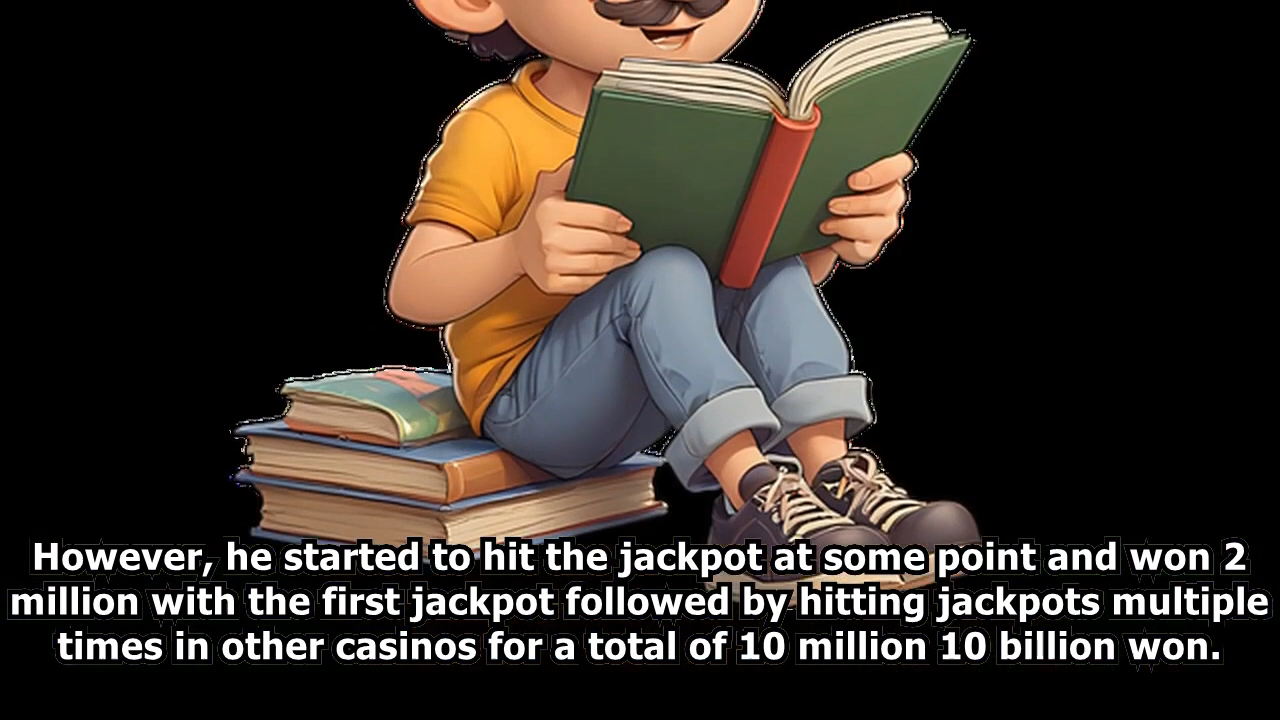 However, he started to hit the jackpot at some point and won 2
million with the first jackpot followed by hitting jackpots multiple
times in other casinos for a total of 10 million 10 billion won.